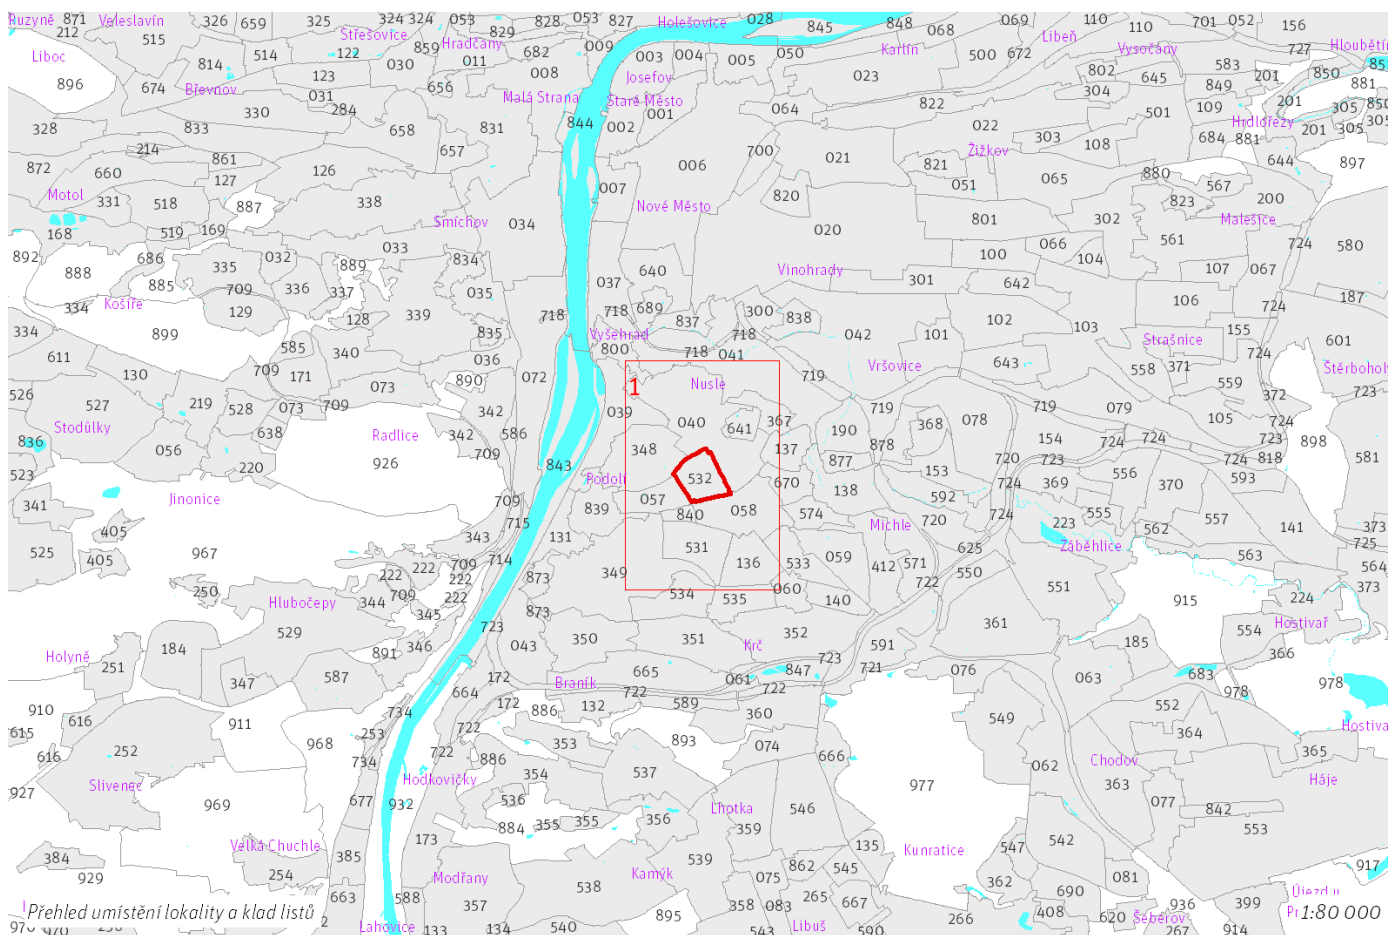 Ruzyně 871 Veleslavín 326 659 325 324 324 053 828 053 827 Holešovice 028 845 848 068 069 110 110 701 052 156
212 515 514 Střešovice 122 859 Hradčany 829 682 009 003 004 005 050 Karlín 500 672 Libeň Vysočany 727 Hloubětín
Liboc 814 123 030 011 008 Josefov 023 802 645 583 201 850 881
896 674 Břevnov 031 656 Malá Strana Staré Město 064 822 304 849 201 305 850
330 284 844 002 001 022 501 109 Hrdlořezy 305
328 833 658 831 700 303 108 684 881 201 305
214 861 657 006 021 821 Žižkov 644 897
872 660 127 126 007 820 051 065 880 567 200
Motol 331 518 887 338 Nové Město 801 302 823 Malešice
168 519 169 Smíchov 034 020 066 561 724 580
892 686 032 033 834 640 Vinohrady 100 104 107 067
888 885 335 889 037 301 642 187
334 Košíře 709 336 337 035 718 718 689 300 838 106 724
129 128 339 837 718 042 101 102 103 155
334 899 585 340 835 Vyšehrad 800 718 041 Strašnice 601
611 036 Vršovice 643 724
130 709 171 890 072 1 Nusle 719 558 371 Štěrboholy
526 527 219 528 073 073 709 342 039 719 559 372 723
Stodůlky 638 Radlice 342 586 040 641 367 190 368 078 719 079 105 724
836 056 926 709 348 137 878 154 724 724 723 898
523 220 843 Podolí 532 877 153 720 723 724 818 581
Jinonice 709 057 670 138 592 724 369 556 370 593
341 405 715 839 840 058 574 Michle 720 724 223 555 557 141 373
525 405 967 343 131 531 625 Záběhlice 562 725
222 222 709 714 136 533 059 412 571 550 563 564
250 709 222 873 349 060 722 551 373
Hlubočepy 344 345 222 873 534 535 140 915 224
529 723 361 Hostivař
184 346 043 350 351 352 591 185 554 366
Holyně 251 891 Krč 723 721
347 587 172 665 061 847 076 063 683 978
664 Braník 722 722 978
910 616 911 734 172 886 132 589 360 549 552
615 253 722 893 Hostivař
616 252 968 734 722 886 353 074 666 364 365
Slivenec 354 537 062 Chodov Háje
927 677 Hodkovičky 977 363
969 932 536 Lhotka 546 077 842
884 355 355 356 359 553
Velká Chuchle 173 135 542
384 385 539 Kunratice 547 917
929 254 Modřany Kamýk 862 545 081
538 075 362 690 Újezd u
663 588 357 358 083 265 667 936 399
Přehled umístění lokality a klad listů 895 266 408 620 Šeberov 1:80 000
Lahovice 133 134 540 543 Libuš 590 267 914